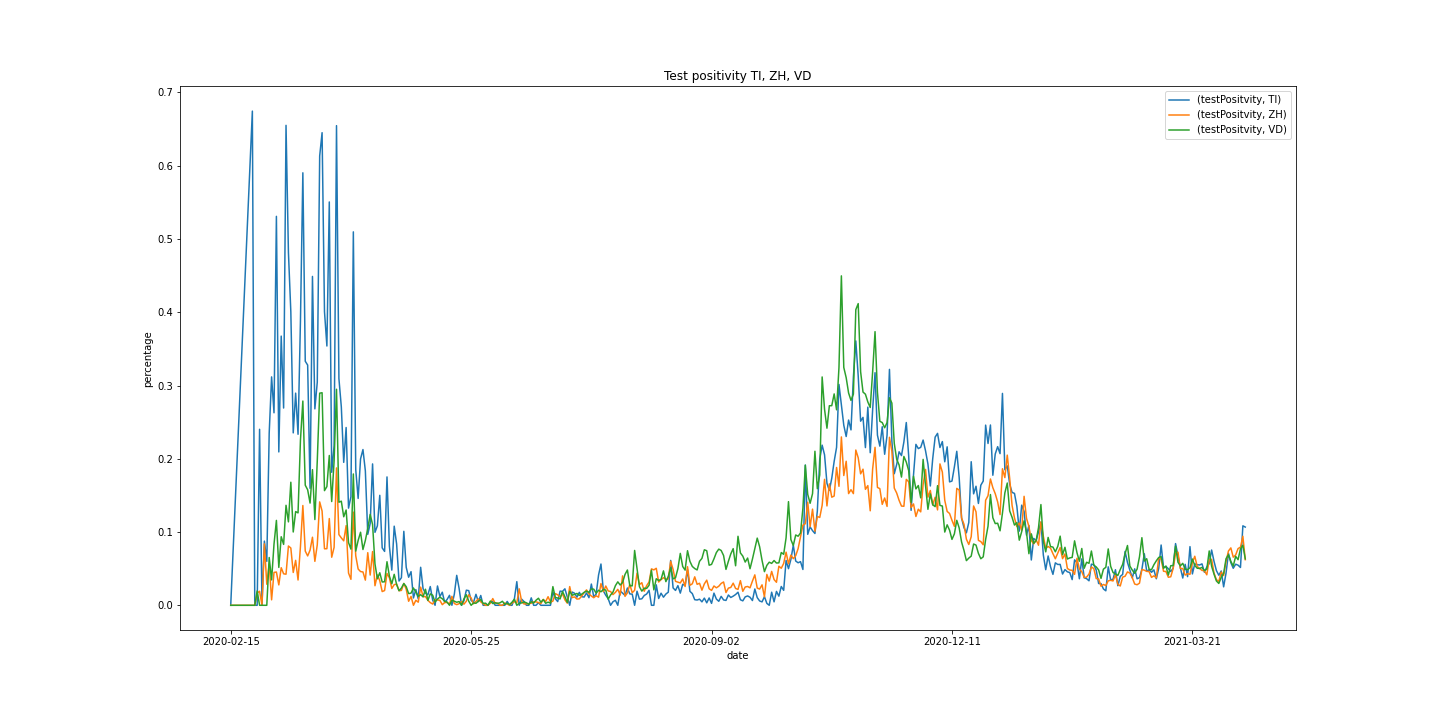 Test positivity TI, ZH, VD
(testPositvity, TI)
(testPositvity, ZH)
(testPositvity, VD)
percentage
0.7
0.6
0.5
0.4
0.3
0.2
0.1
0.0
2020-02-15
2020-05-25
2020-09-02
2020-12-11
2021-03-21
date